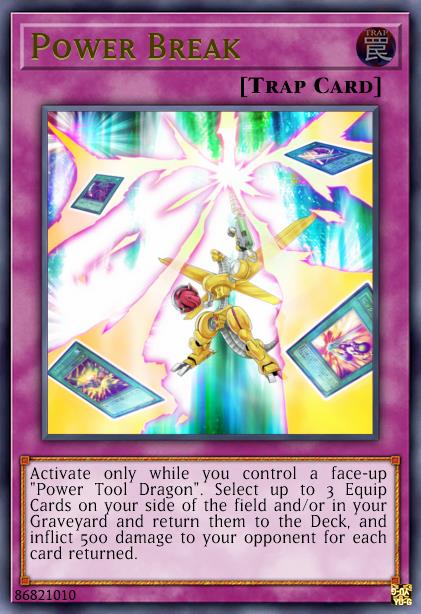 Power Break
TRAP
罠
[Trap Card]
Activate only while you control a face-up
"Power Tool Dragon". Select up to 3 Equip
Cards on your side of the field and/or in your
Graveyard and return them to the Deck, and
inflict 500 damage to your opponent for each
card returned.
86821010